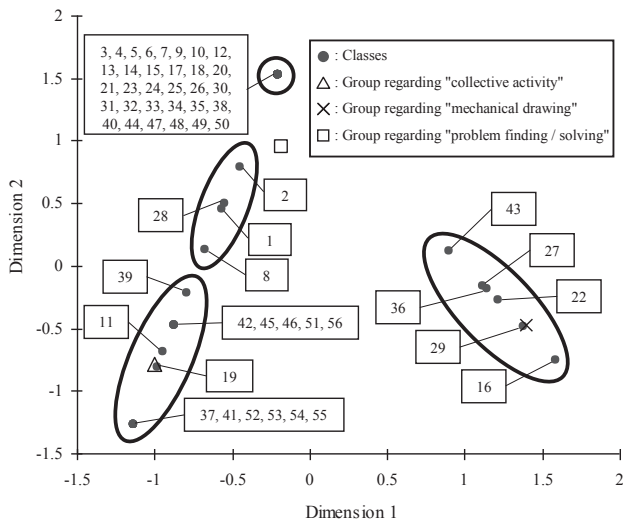 2
1.5
1
0.5
0
-0.5
-1
-1.5
Dimension 2
3, 4, 5, 6, 7, 9, 10, 12,
13, 14, 15, 17, 18, 20,
21, 23, 24, 25, 26, 30,
31, 32, 33, 34, 35, 38,
40, 44, 47, 48, 49, 50
: Classes
: Group regarding "collective activity"
: Group regarding "mechanical drawing"
: Group regarding "problem finding / solving"
2
28
1
8
43
27
22
36
29
16
39
42, 45, 46, 51, 56
11
19
37, 41, 52, 53, 54, 55
-1.5
-1
-0.5
0
0.5
1
1.5
2
Dimension 1